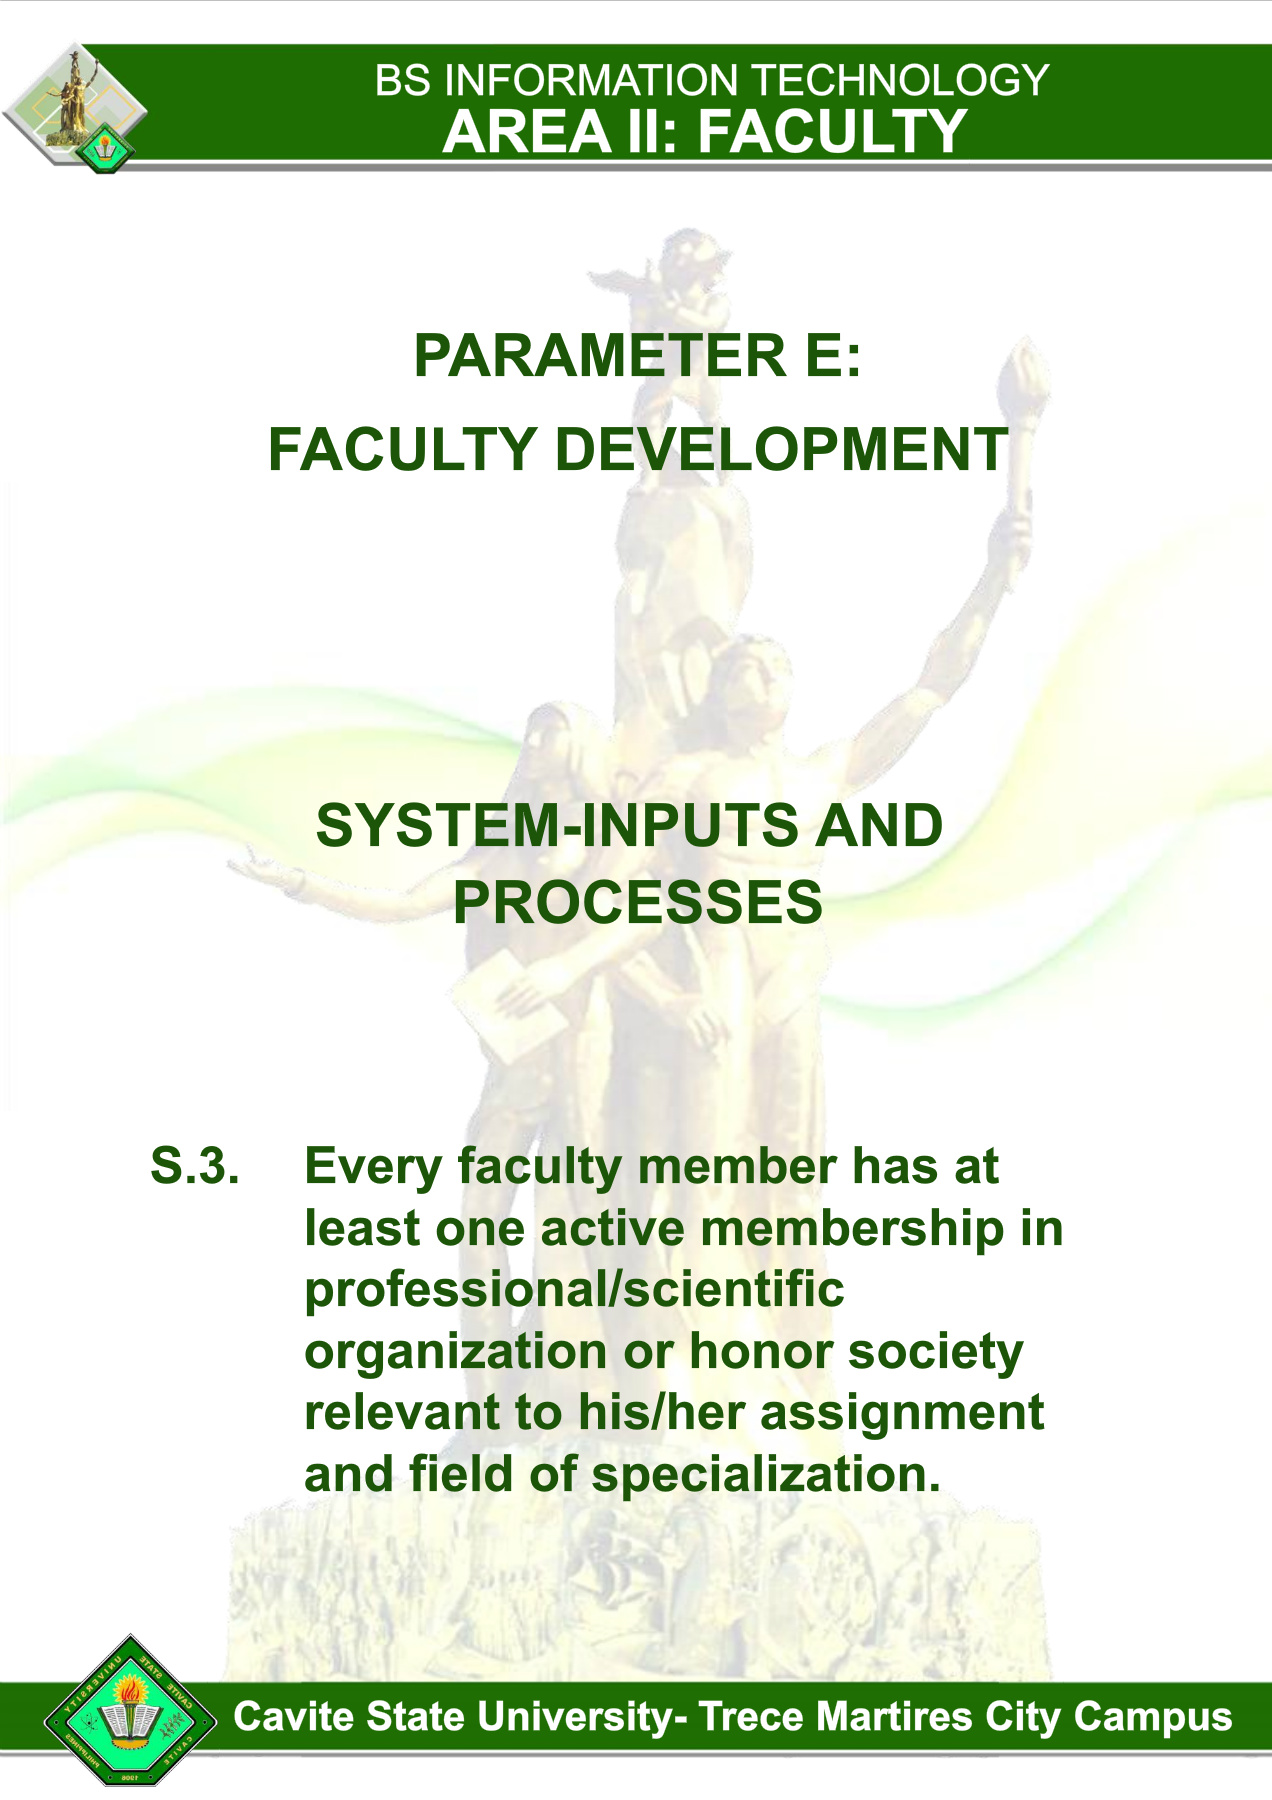 BS INFORMATION TECHNOLOGY
AREA II: FACULTY
PARAMETER E:
FACULTY DEVELOPMENT
SYSTEM-INPUTS AND
PROCESSES
S.3. Every faculty member has at
least one active membership in
professional/scientific
organization or honor society
relevant to his/her assignment
and field of specialization.
CAVITE STATE UNIVERSITY
CAVITE PHILIPPINES
1906
Cavite State University- Trece Martires City Campus